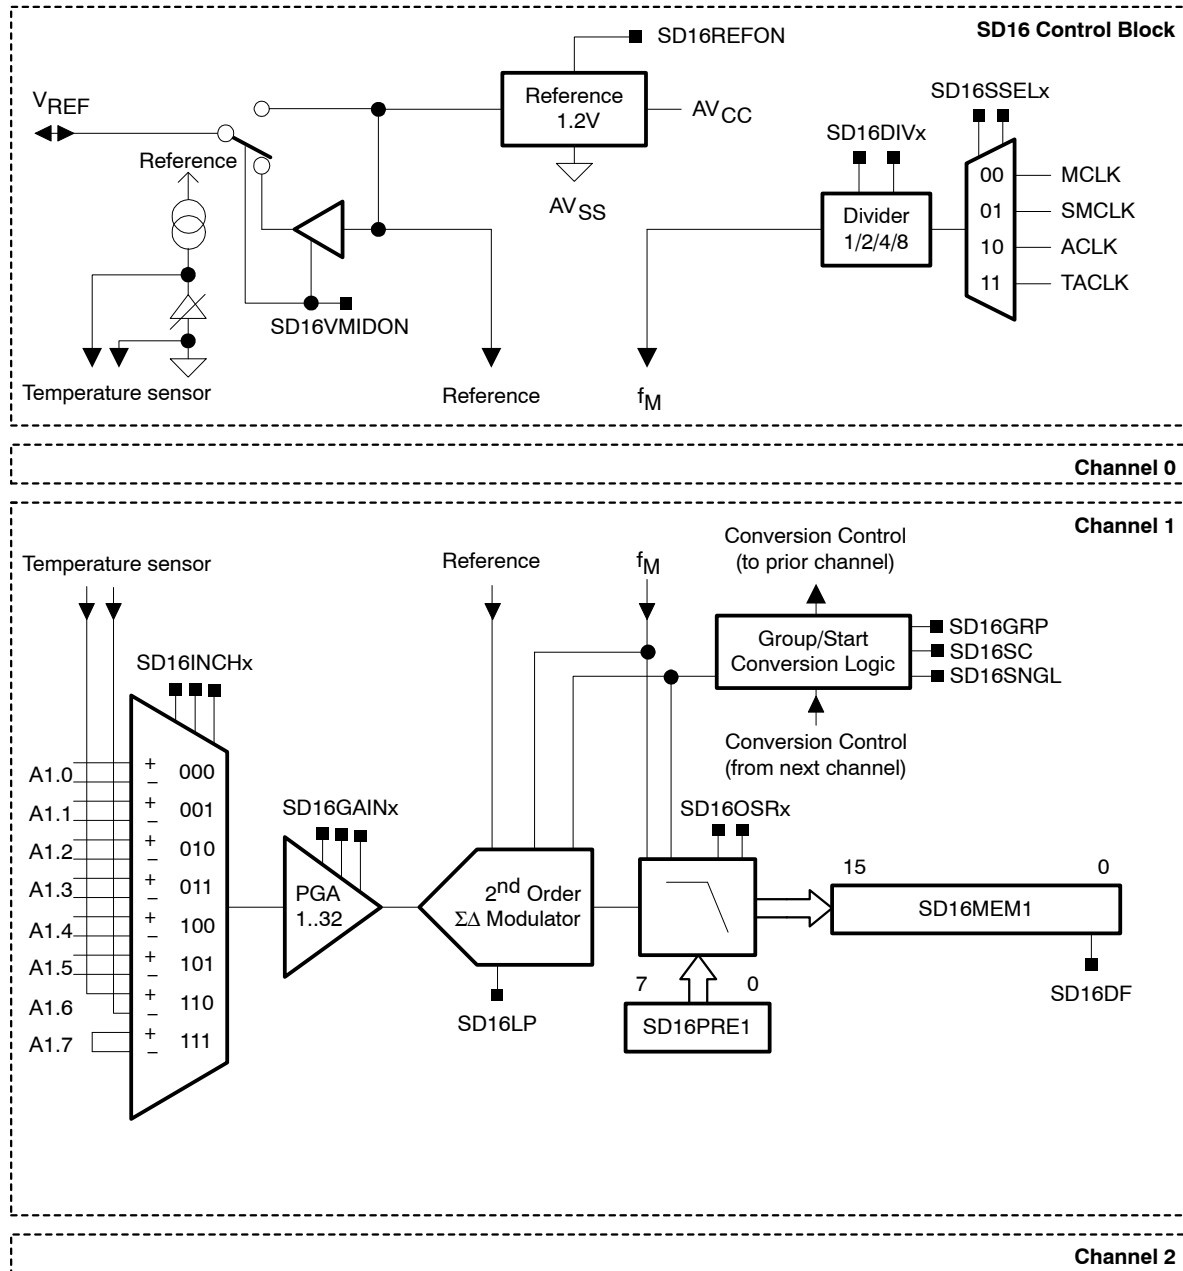 SD16 Control Block
SD16REFON
VREF
Reference
1.2V
AVCC
SD16SSELx
SD16DIVx
Reference
AVSS
00 MCLK
01 SMCLK
10 ACLK
11 TACLK
Divider
1/2/4/8
SD16VMIDON
Temperature sensor
Reference
fM
Channel 0
Channel 1
Temperature sensor
Reference
fM
Conversion Control
(to prior channel)
Group/Start
Conversion Logic
SD16GRP
SD16SC
SD16SNGL
Conversion Control
(from next channel)
SD16INCHx
A1.0 + − 000
A1.1 + − 001
A1.2 + − 010
A1.3 + − 011
A1.4 + − 100
A1.5 + − 101
A1.6 + − 110
A1.7 + − 111
SD16GAINx
PGA
1..32
2nd Order
ΣΔ Modulator
SD16LP
SD16OSRx
15 0
SD16MEM1
SD16DF
7 0
SD16PRE1
Channel 2